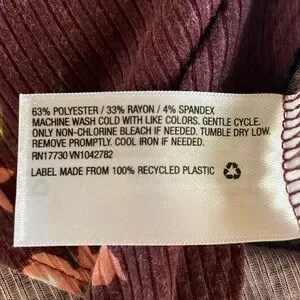 63% POLYESTER / 33% RAYON / 4% SPANDEX
MACHINE WASH COLD WITH LIKE COLORS. GENTLE CYCLE.
ONLY NON-CHLORINE BLEACH IF NEEDED. TUMBLE DRY LOW.
REMOVE PROMPTLY. COOL IRON IF NEEDED.
RN17730 VN1042782
LABEL MADE FROM 100% RECYCLED PLASTIC